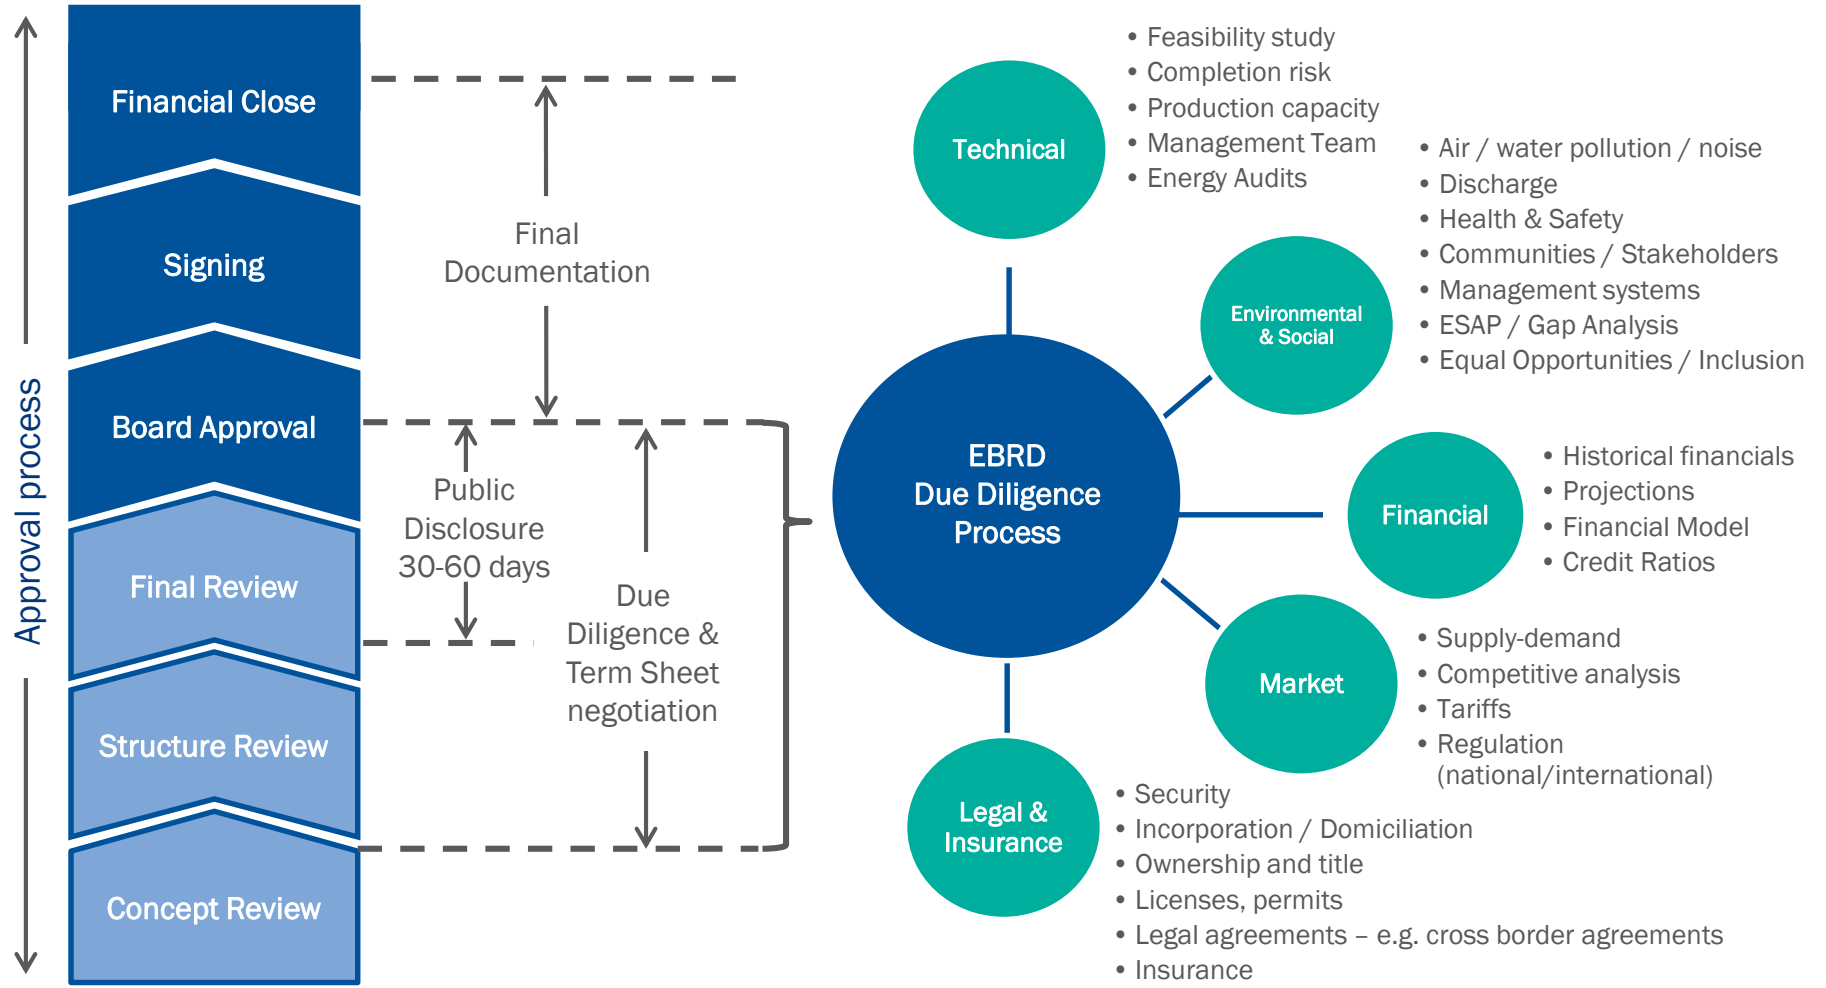 Approval process
Financial Close
Signing
Board Approval
Final Review
Structure Review
Concept Review
Final
Documentation
Public
Disclosure
30-60 days
Due
Diligence &
Term Sheet
negotiation
EBRD
Due Diligence
Process
Technical
• Feasibility study
• Completion risk
• Production capacity
• Management Team
• Energy Audits
Environmental
& Social
• Air / water pollution / noise
• Discharge
• Health & Safety
• Communities / Stakeholders
• Management systems
• ESAP / Gap Analysis
• Equal Opportunities / Inclusion
Financial
• Historical financials
• Projections
• Financial Model
• Credit Ratios
Market
• Supply-demand
• Competitive analysis
• Tariffs
• Regulation
(national/international)
Legal &
Insurance
• Security
• Incorporation / Domiciliation
• Ownership and title
• Licenses, permits
• Legal agreements – e.g. cross border agreements
• Insurance